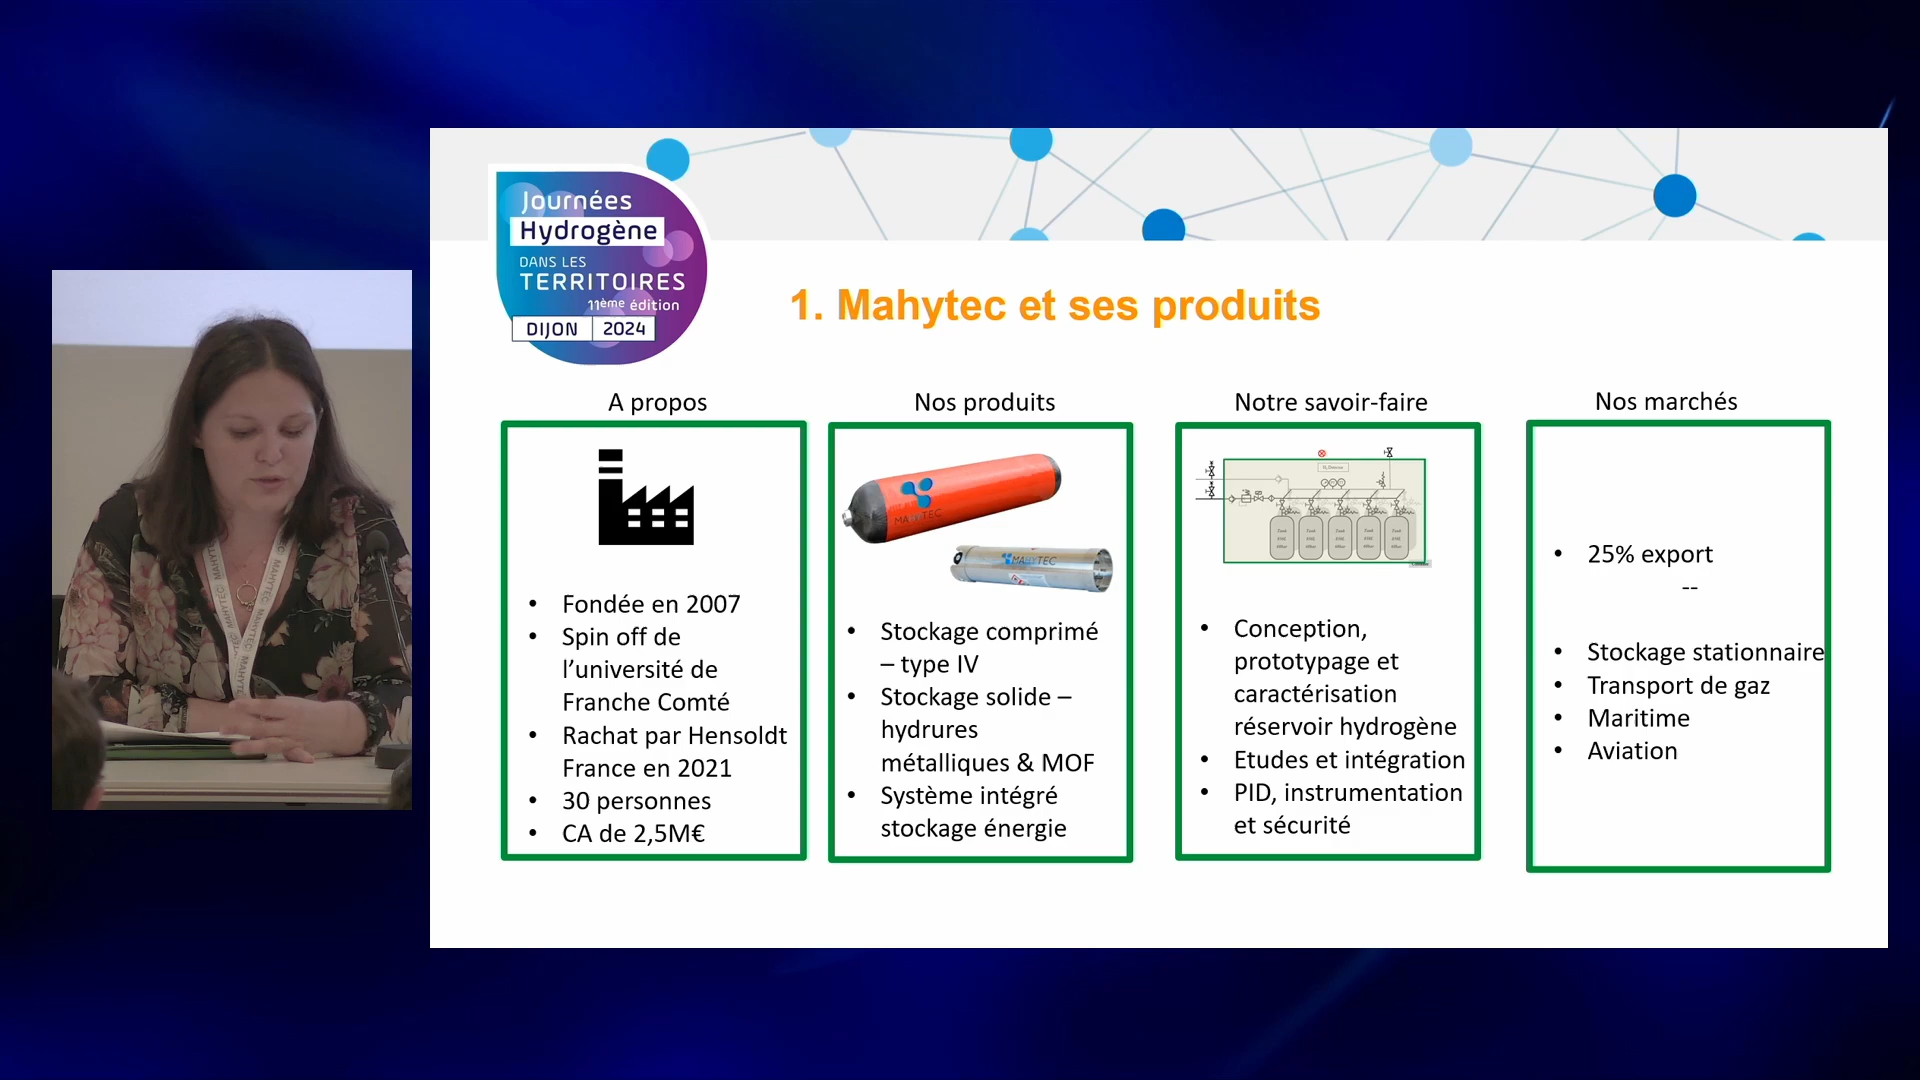 Journées
Hydrogène
DANS LES
TERRITOIRES
11ème édition
DIJON 2024
1. Mahytec et ses produits
A propos
• Fondée en 2007
• Spin off de
l’université de
Franche Comté
• Rachat par Hensoldt
France en 2021
• 30 personnes
• CA de 2,5M€
Nos produits
MAHYTEC
MAHYTEC
• Stockage comprimé
– type IV
• Stockage solide –
hydrures
métalliques & MOF
• Système intégré
stockage énergie
Notre savoir-faire
• Conception,
prototypage et
caractérisation
réservoir hydrogène
• Etudes et intégration
• PID, instrumentation
et sécurité
Nos marchés
• 25% export
--
• Stockage stationnaire
• Transport de gaz
• Maritime
• Aviation
MAHYTEC
MAHYTEC